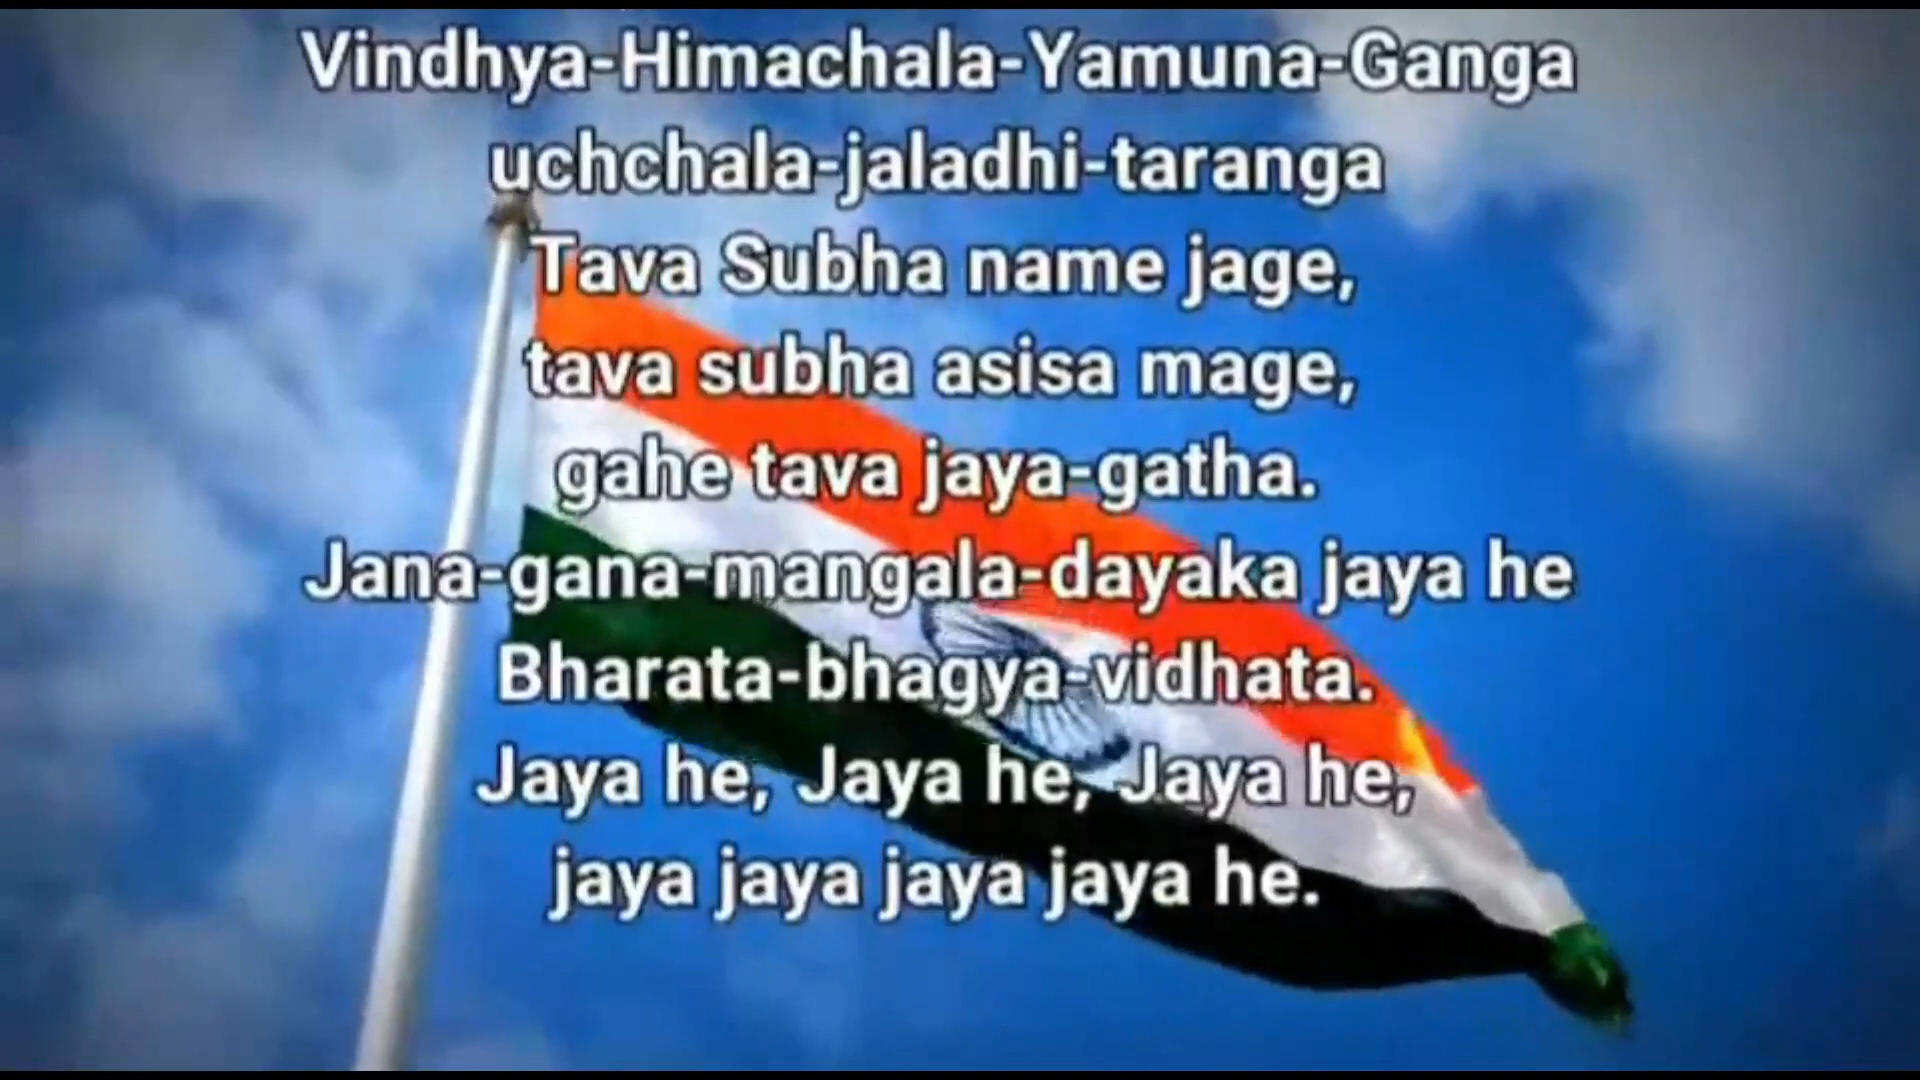 Vindhya-Himachala-Yamuna-Ganga
uchchala-jaladhi-taranga
Tava Subha name jage,
tava subha asisa mage,
gahe tava jaya-gatha.
Jana-gana-mangala-dayaka jaya he
Bharata-bhagya-vidhata.
Jaya he, Jaya he, Jaya he,
jaya jaya jaya jaya he.